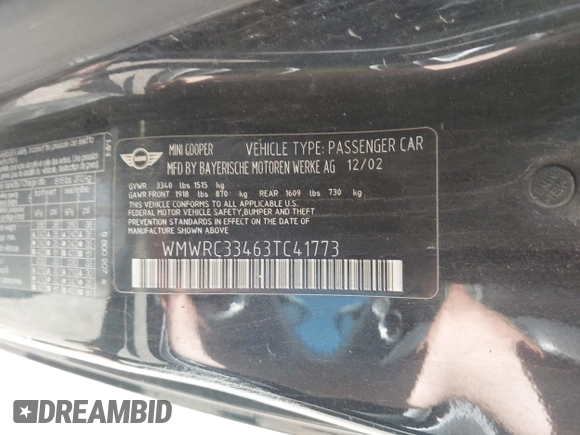 MINI
MINI COOPER VEHICLE TYPE: PASSENGER CAR
MFD BY BAYERISCHE MOTOREN WERKE AG 12/02
GVWR 3340 lbs 1515 kg
GAWR FRONT 1918 lbs 870 kg REAR 1609 lbs 730 kg
THIS VEHICLE CONFORMS TO ALL APPLICABLE U.S.
FEDERAL MOTOR VEHICLE SAFETY,BUMPER AND THEFT
PREVENTION STANDARDS IN EFFECT ON THE DATE OF
MANUFACTURE SHOWN ABOVE
WMWRC33463TC41773
DREAMBID